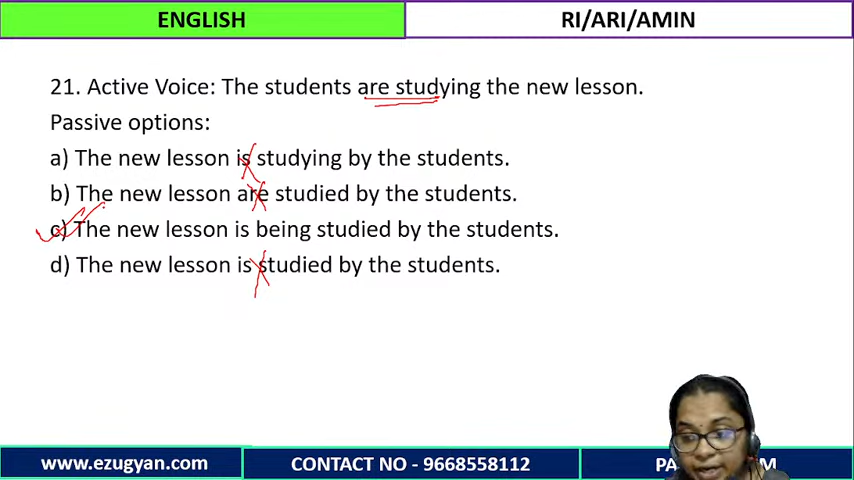 ENGLISH
RI/ARI/AMIN
21. Active Voice: The students are studying the new lesson.
Passive options:
a) The new lesson is studying by the students.
b) The new lesson are studied by the students.
c) The new lesson is being studied by the students.
d) The new lesson is studied by the students.
www.ezugyan.com
CONTACT NO - 9668558112